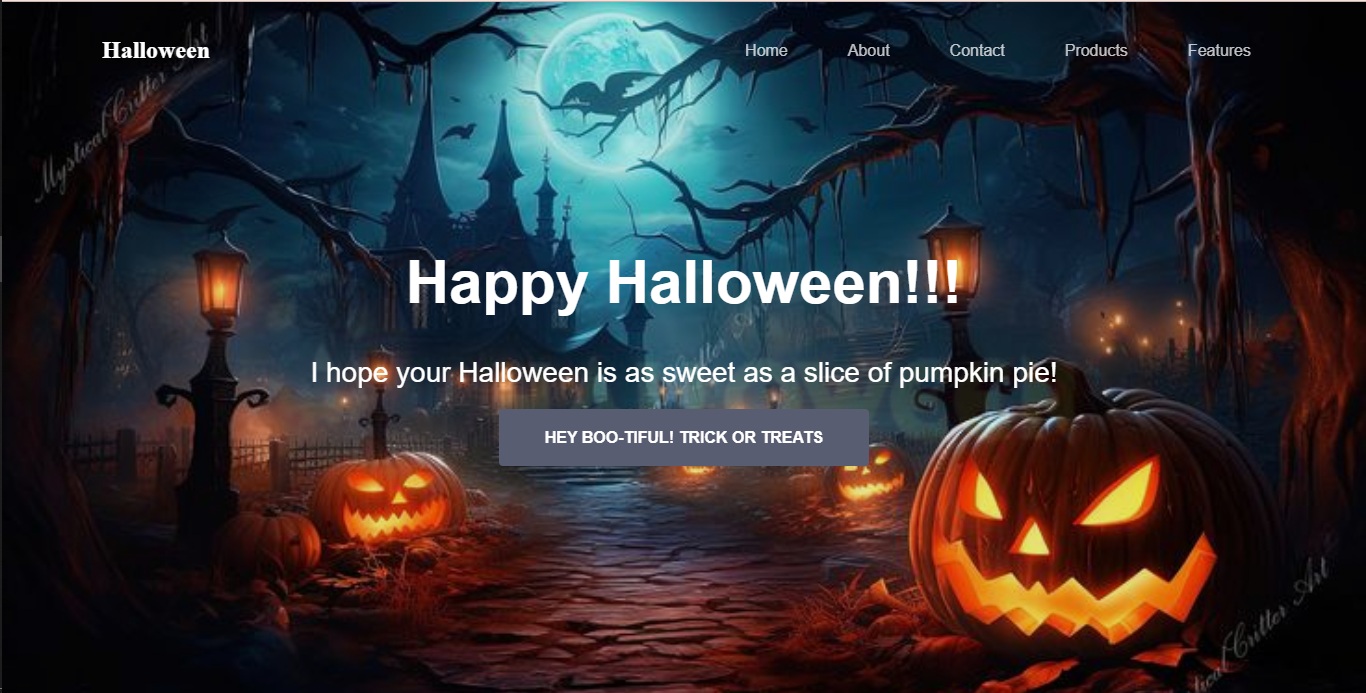 Halloween
Home About Contact Products Features
Mystical Critter Art
Happy Halloween!!!
Critter
I hope your Halloween is as sweet as a slice of pumpkin pie!
HEY BOO-TIFUL! TRICK OR TREATS
Critter Art